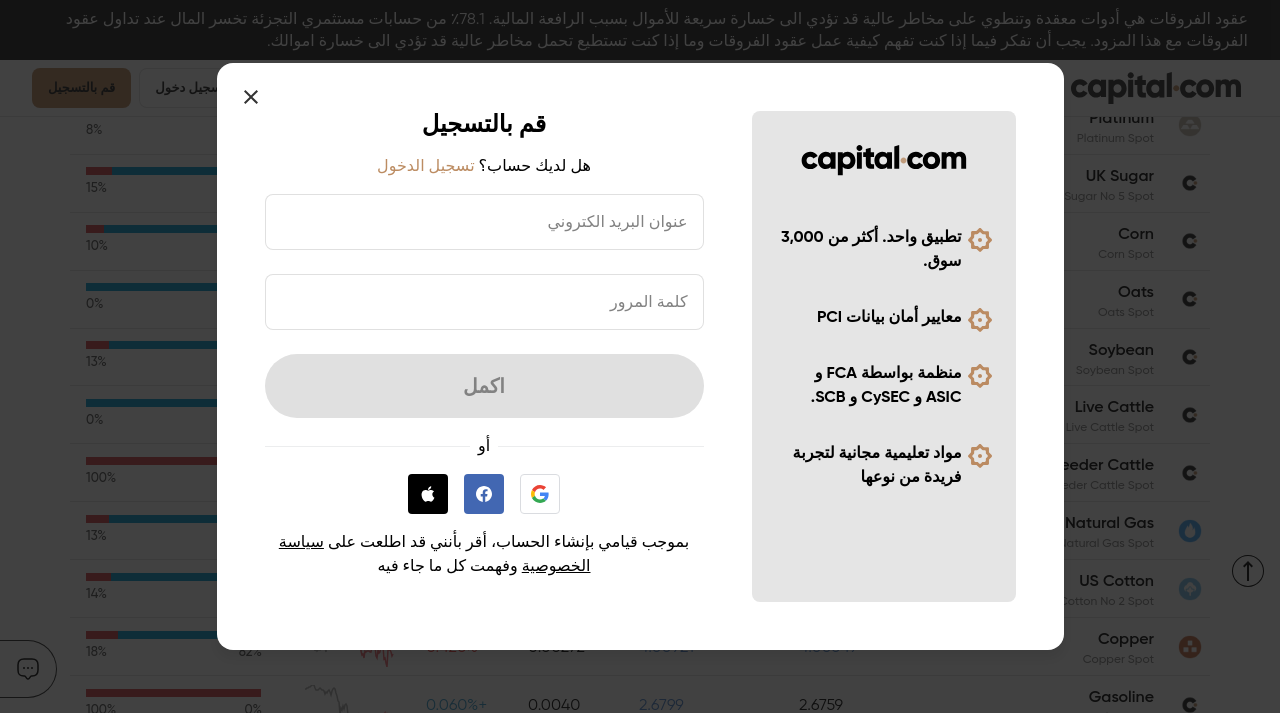 عقود الفروقات هي أدوات معقدة وتنطوي على مخاطر عالية قد تؤدي الى خسارة سريعة للأموال بسبب الرافعة المالية. 78.1٪ من حسابات مستثمري التجزئة تخسر المال عند تداول عقود
الفروقات مع هذا المزود. يجب أن تفكر فيما إذا كنت تفهم كيفية عمل عقود الفروقات وما إذا كنت تستطيع تحمل مخاطر عالية قد تؤدي الى خسارة اموالك.
capital.com
تسجيل دخول
قم بالتسجيل
قم بالتسجيل
هل لديك حساب؟ تسجيل الدخول
عنوان البريد الكتروني
كلمة المرور
اكمل
أو
بموجب قيامي بإنشاء الحساب، أقر بأنني قد اطلعت على سياسة
الخصوصية وفهمت كل ما جاء فيه
capital.com
تطبيق واحد. أكثر من 3,000
سوق.
معايير أمان بيانات PCI
منظمة بواسطة FCA و
ASIC و CySEC و SCB.
مواد تعليمية مجانية لتجربة
فريدة من نوعها
Platinum
Platinum Spot
8%
UK Sugar
Sugar No 5 Spot
15%
Corn
Corn Spot
10%
Oats
Oats Spot
0%
Soybean
Soybean Spot
13%
Live Cattle
Live Cattle Spot
0%
Cattle
Cattle Spot
100%
Natural Gas
Natural Gas Spot
13%
US Cotton
Cotton No 2 Spot
14%
Copper
Copper Spot
82%
18%
Gasoline
2.6759
2.6799
0.0040
0.060%+
0%
100%